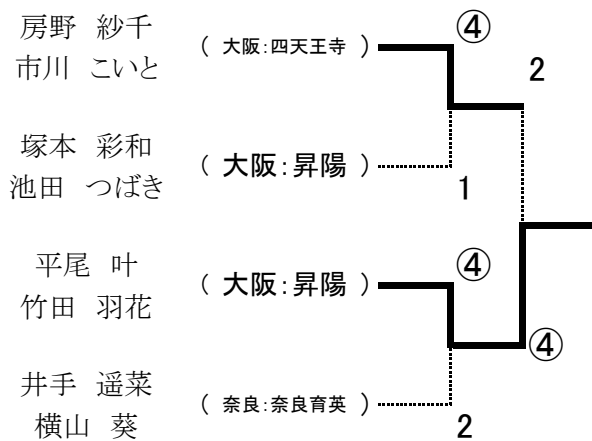 房野 紗千
市川 こいと
( 大阪:四天王寺 )
④
2
塚本 彩和
池田 つばき
( 大阪:昇陽 )
1
平尾 叶
竹田 羽花
( 大阪:昇陽 )
④
④
井手 遥菜
横山 葵
( 奈良:奈良育英 )
2